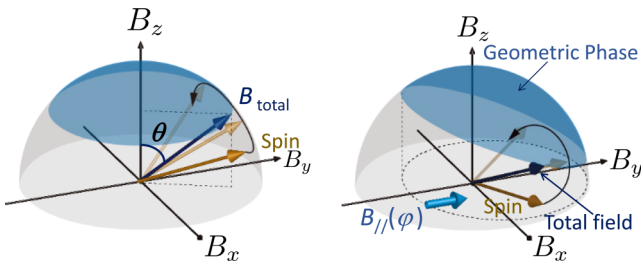 B_z
B_total
θ
Spin
B_y
B_x
B_z
Geometric Phase
B_y
B_{//}(φ)
Spin
Total field
B_x